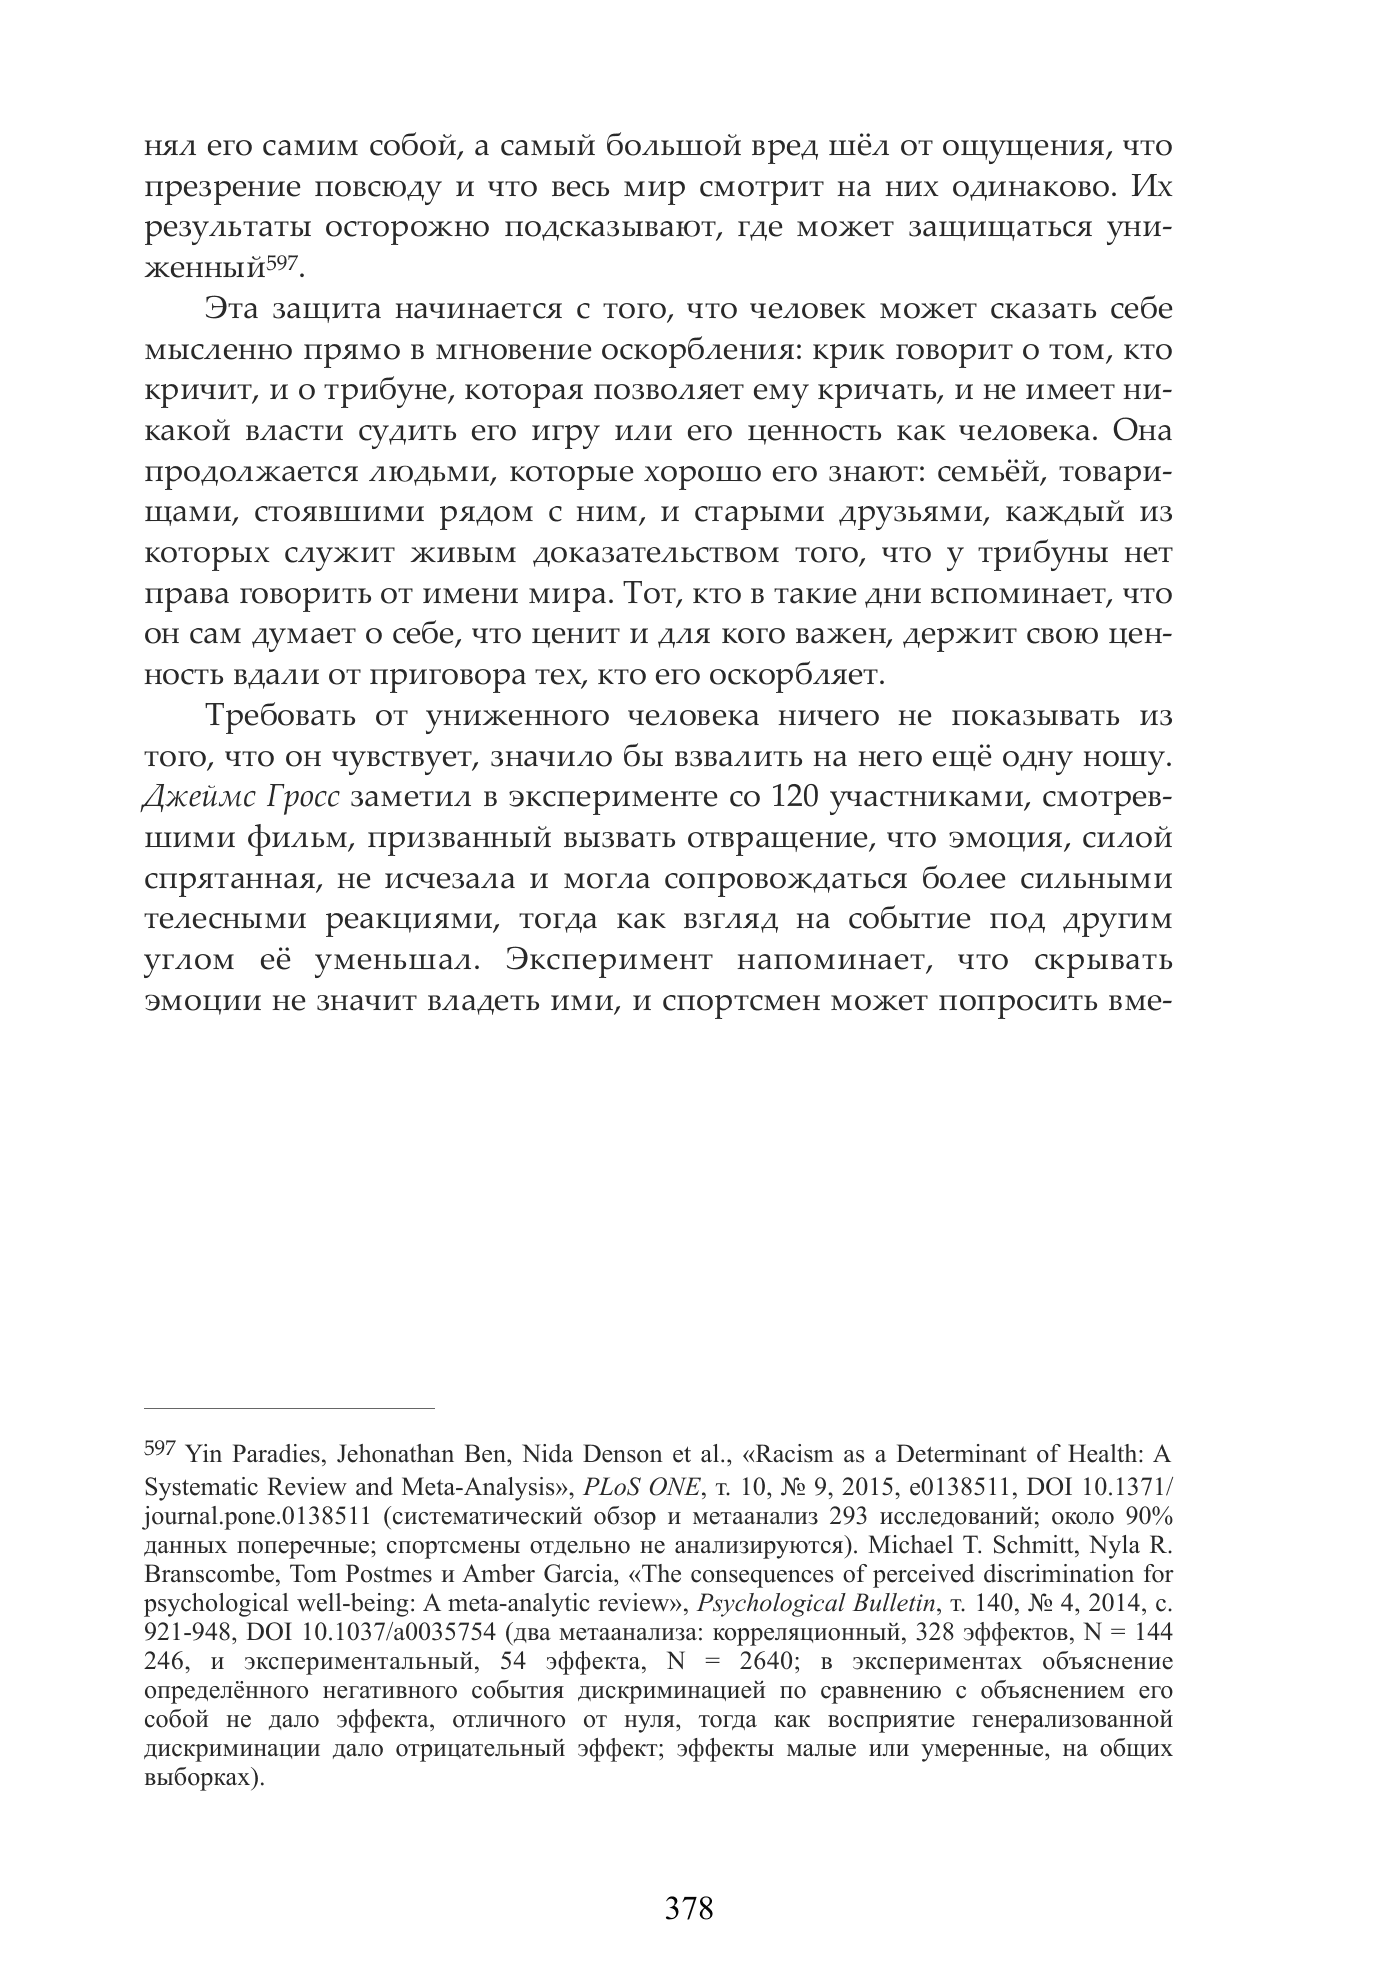 нял его самим собой, а самый большой вред шёл от ощущения, что
презрение повсюду и что весь мир смотрит на них одинаково. Их
результаты осторожно подсказывают, где может защищаться уни-
женный597.
Эта защита начинается с того, что человек может сказать себе
мысленно прямо в мгновение оскорбления: крик говорит о том, кто
кричит, и о трибуне, которая позволяет ему кричать, и не имеет ни-
какой власти судить его игру или его ценность как человека. Она
продолжается людьми, которые хорошо его знают: семьёй, товари-
щами, стоявшими рядом с ним, и старыми друзьями, каждый из
которых служит живым доказательством того, что у трибуны нет
права говорить от имени мира. Тот, кто в такие дни вспоминает, что
он сам думает о себе, что ценит и для кого важен, держит свою цен-
ность вдали от приговора тех, кто его оскорбляет.
Требовать от униженного человека ничего не показывать из
того, что он чувствует, значило бы взвалить на него ещё одну ношу.
Джеймс Гросс заметил в эксперименте со 120 участниками, смотрев-
шими фильм, призванный вызвать отвращение, что эмоция, силой
спрятанная, не исчезала и могла сопровождаться более сильными
телесными реакциями, тогда как взгляд на событие под другим
углом её уменьшал. Эксперимент напоминает, что скрывать
эмоции не значит владеть ими, и спортсмен может попросить вме-
597 Yin Paradies, Jehonathan Ben, Nida Denson et al., «Racism as a Determinant of Health: A
Systematic Review and Meta-Analysis», PLoS ONE, т. 10, № 9, 2015, e0138511, DOI 10.1371/
journal.pone.0138511 (систематический обзор и метаанализ 293 исследований; около 90%
данных поперечные; спортсмены отдельно не анализируются). Michael T. Schmitt, Nyla R.
Branscombe, Tom Postmes и Amber Garcia, «The consequences of perceived discrimination for
psychological well-being: A meta-analytic review», Psychological Bulletin, т. 140, № 4, 2014, с.
921-948, DOI 10.1037/a0035754 (два метаанализа: корреляционный, 328 эффектов, N = 144
246, и экспериментальный, 54 эффекта, N = 2640; в экспериментах объяснение
определённого негативного события дискриминацией по сравнению с объяснением его
собой не дало эффекта, отличного от нуля, тогда как восприятие генерализованной
дискриминации дало отрицательный эффект; эффекты малые или умеренные, на общих
выборках).
378